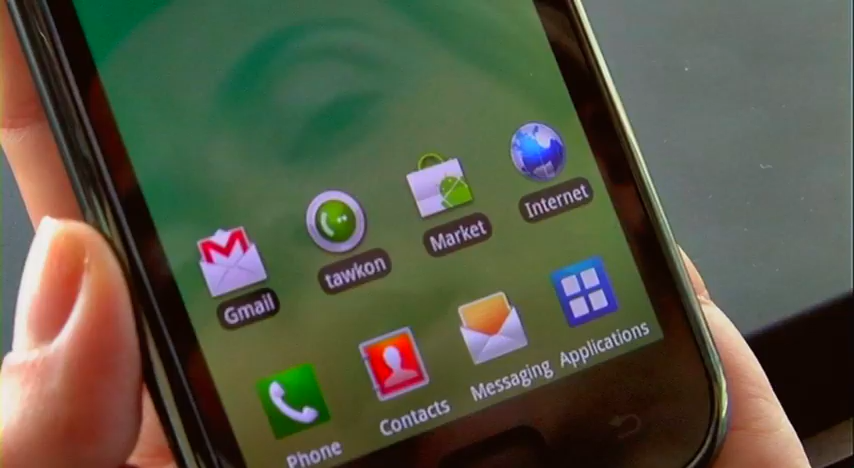 Gmail
tawkon
Market
Internet
Phone
Contacts
Messaging
Applications